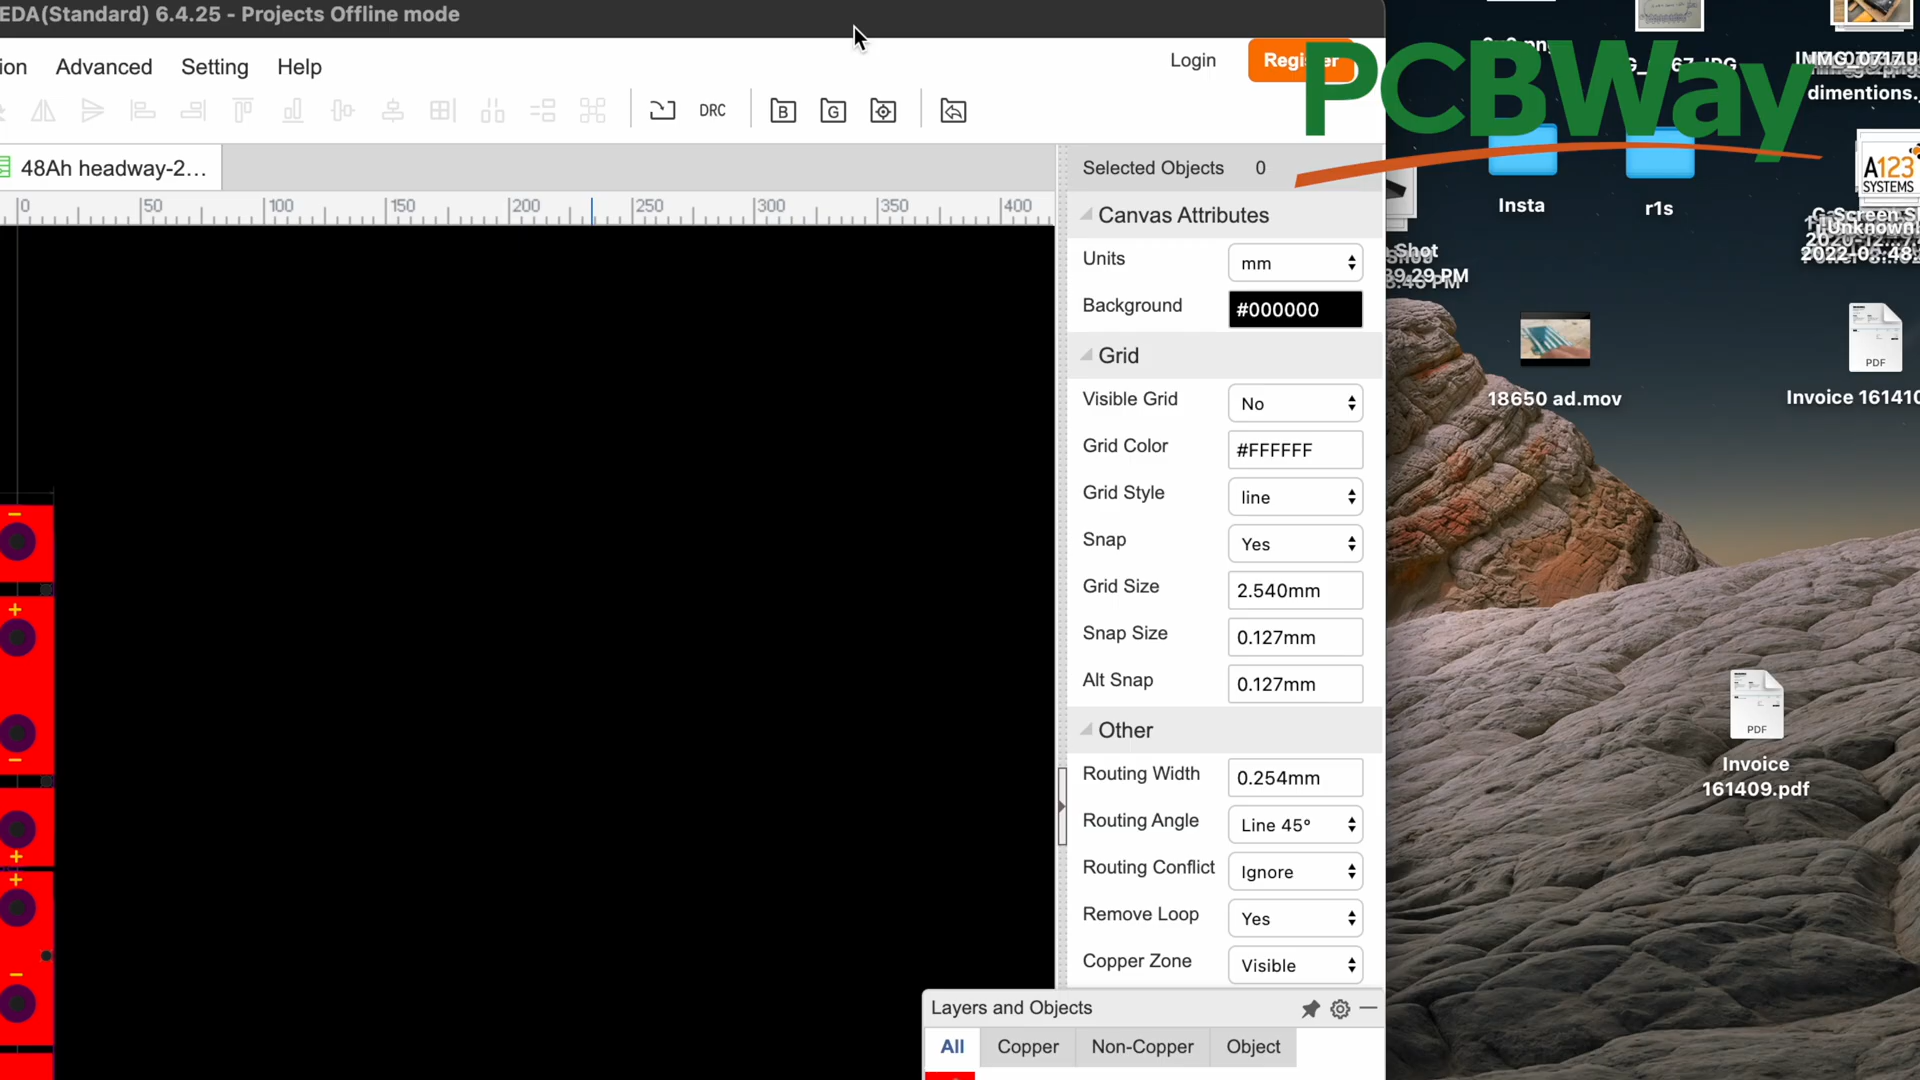 EDA(Standard) 6.4.25 - Projects Offline mode
Advanced Setting Help
Login
DRC
B G
PCBWay
48Ah headway-2...
0 50 100 150 200 250 300 350 400
Selected Objects 0
Canvas Attributes
Units mm
Background #000000
Grid
Visible Grid No
Grid Color #FFFFFF
Grid Style line
Snap Yes
Grid Size 2.540mm
Snap Size 0.127mm
Alt Snap 0.127mm
Other
Routing Width 0.254mm
Routing Angle Line 45°
Routing Conflict Ignore
Remove Loop Yes
Copper Zone Visible
Layers and Objects
All Copper Non-Copper Object
dimentions.
A123
SYSTEMS
Insta
r1s
Shot
18650 ad.mov
PDF
Invoice 16141
PDF
Invoice
161409.pdf